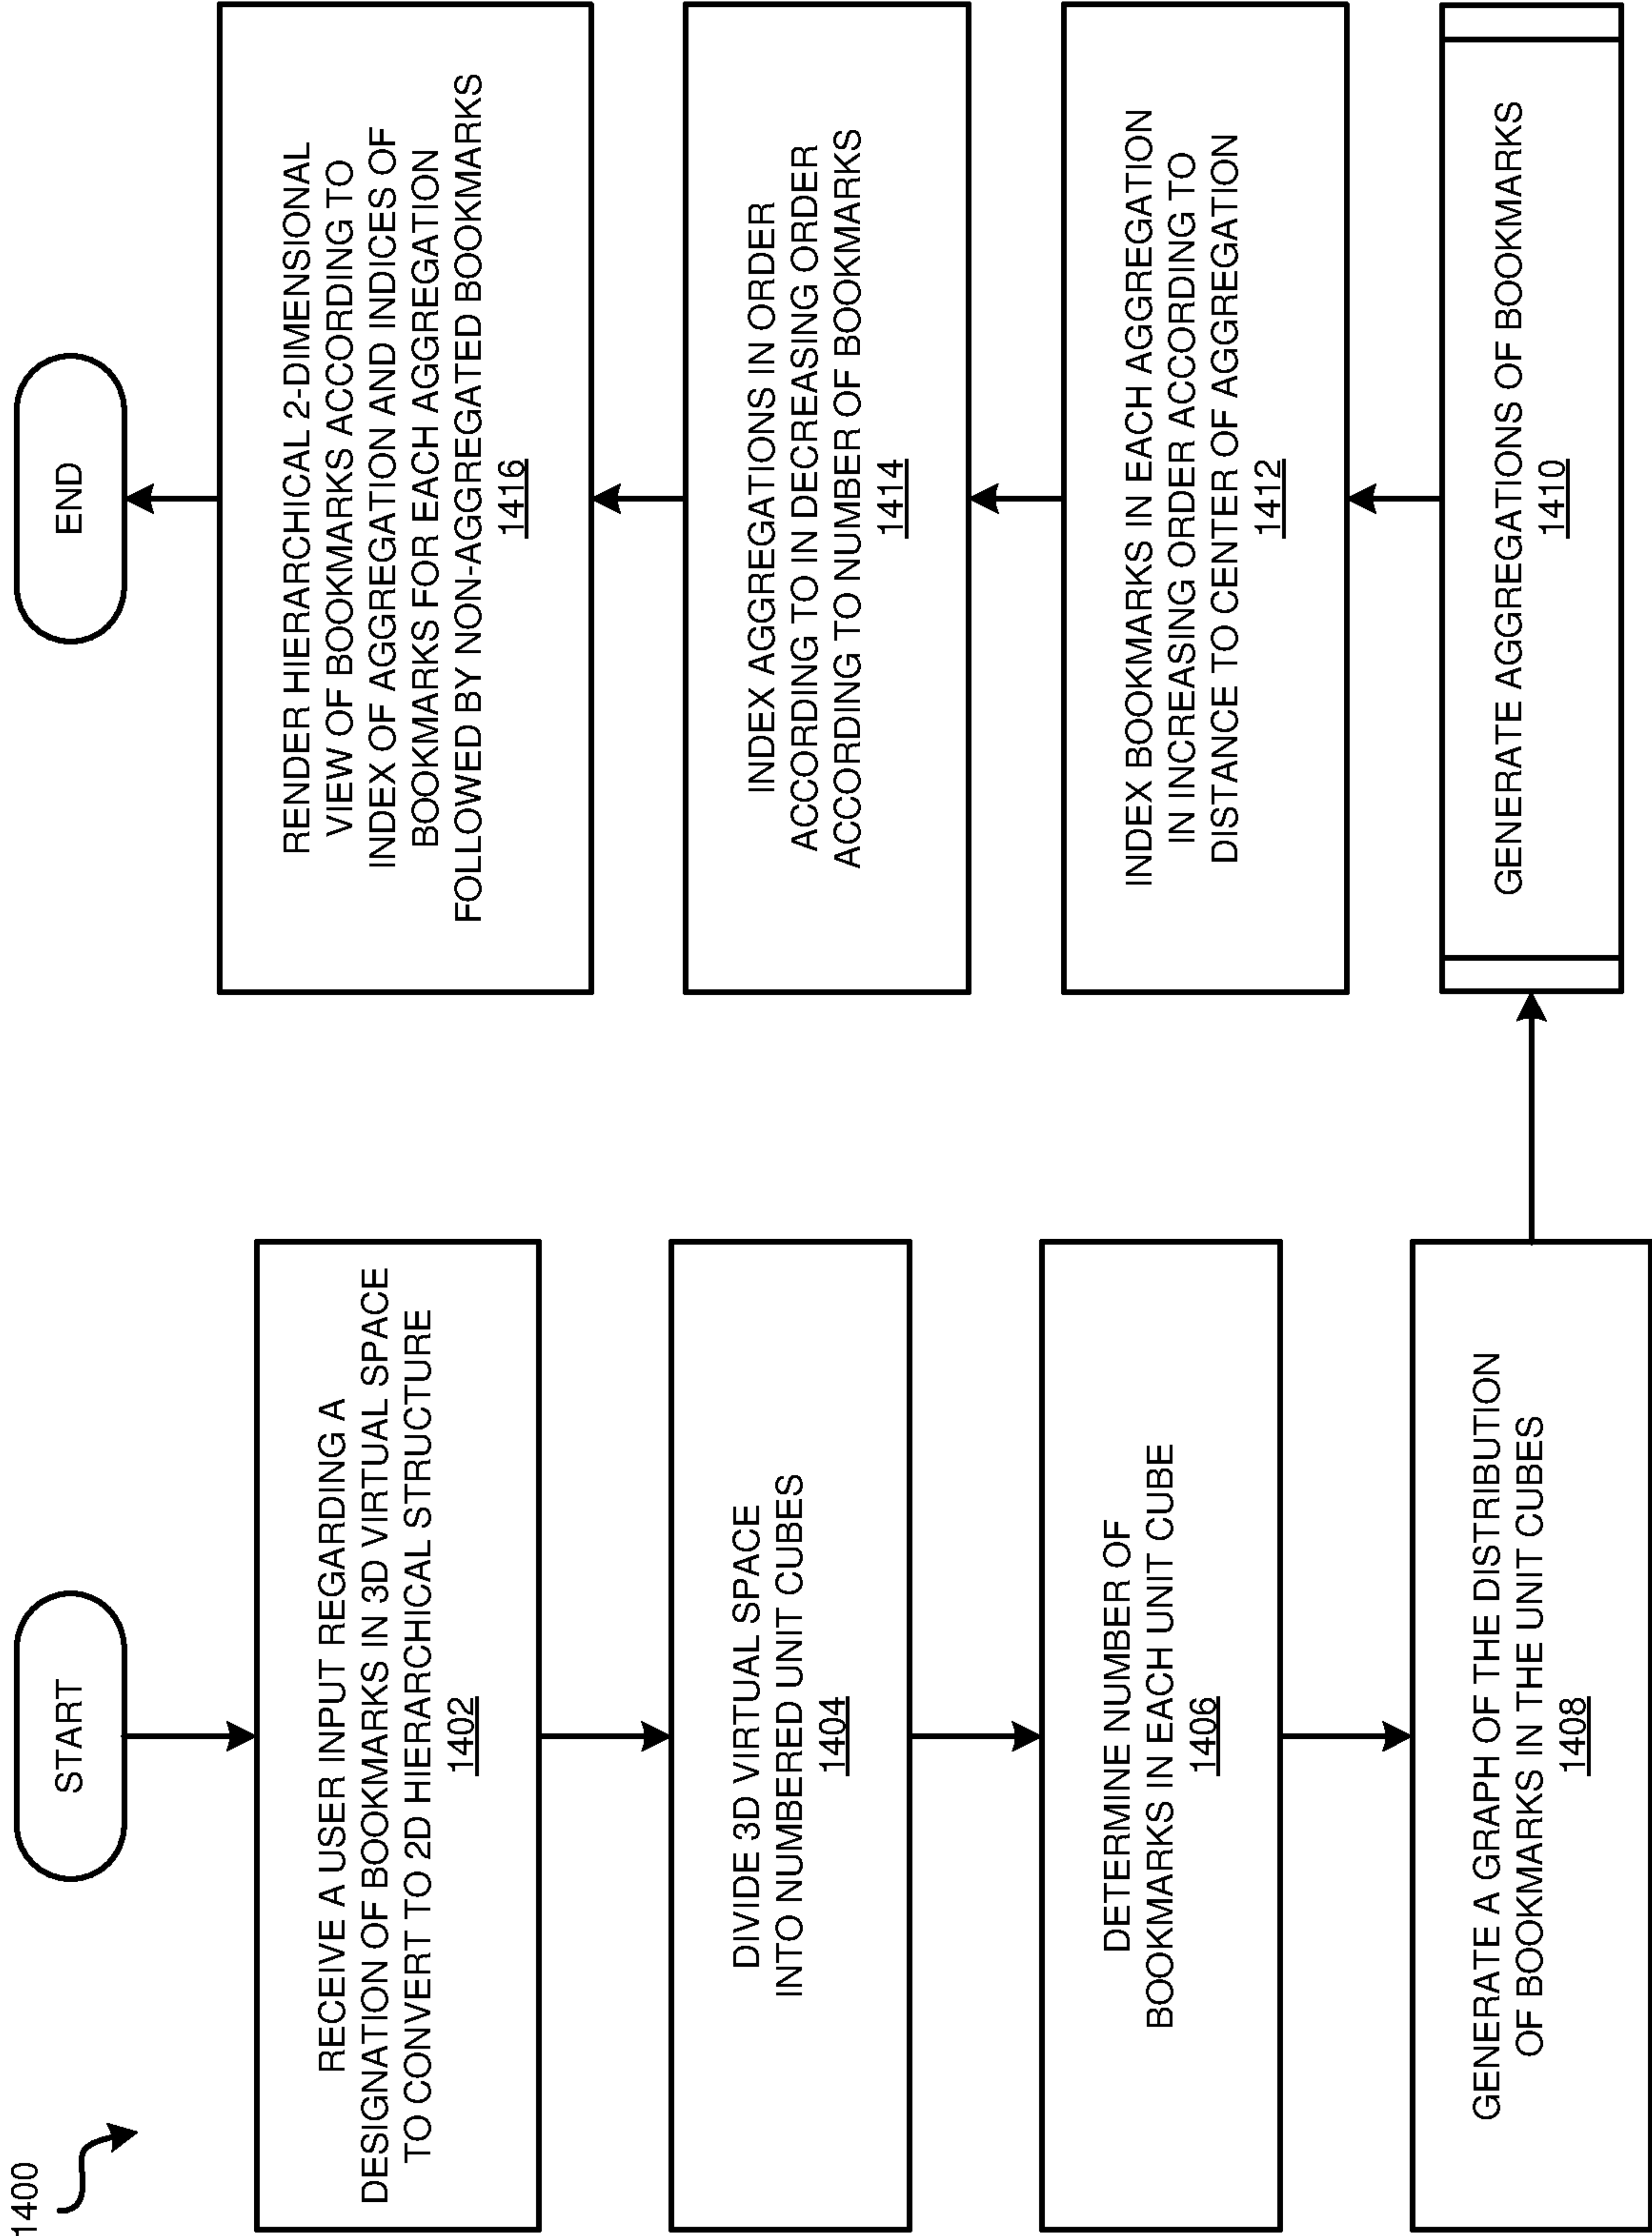 1400
START
RECEIVE A USER INPUT REGARDING A
DESIGNATION OF BOOKMARKS IN 3D VIRTUAL SPACE
TO CONVERT TO 2D HIERARCHICAL STRUCTURE
1402
DIVIDE 3D VIRTUAL SPACE
INTO NUMBERED UNIT CUBES
1404
DETERMINE NUMBER OF
BOOKMARKS IN EACH UNIT CUBE
1406
GENERATE A GRAPH OF THE DISTRIBUTION
OF BOOKMARKS IN THE UNIT CUBES
1408
GENERATE AGGREGATIONS OF BOOKMARKS
1410
INDEX BOOKMARKS IN EACH AGGREGATION
IN INCREASING ORDER ACCORDING TO
DISTANCE TO CENTER OF AGGREGATION
1412
INDEX AGGREGATIONS IN ORDER
ACCORDING TO IN DECREASING ORDER
ACCORDING TO NUMBER OF BOOKMARKS
1414
RENDER HIERARCHICAL 2-DIMENSIONAL
VIEW OF BOOKMARKS ACCORDING TO
INDEX OF AGGREGATION AND INDICES OF
BOOKMARKS FOR EACH AGGREGATION
FOLLOWED BY NON-AGGREGATED BOOKMARKS
1416
END